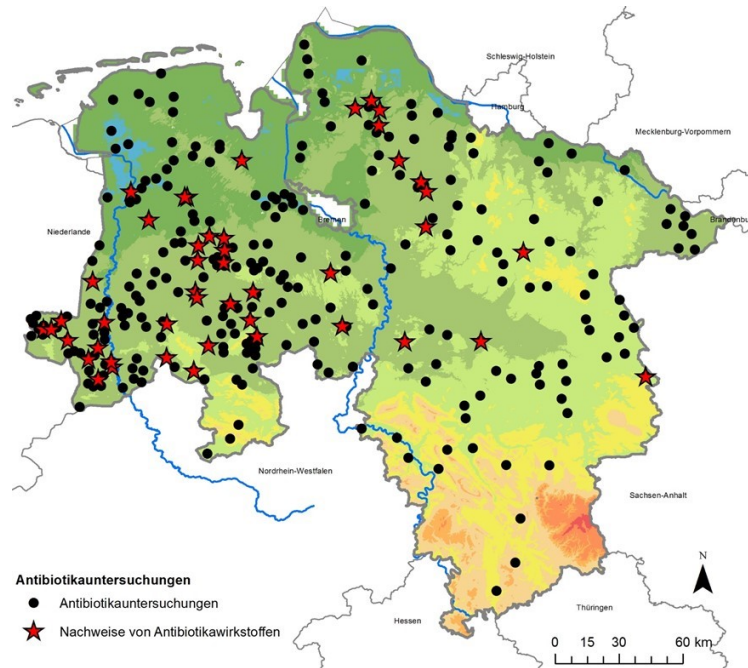 Schleswig-Holstein
Hamburg
Mecklenburg-Vorpommern
Bremen
Niederlande
Brandenburg
Nordrhein-Westfalen
Sachsen-Anhalt
Antibiotikauntersuchungen
Antibiotikauntersuchungen
Nachweise von Antibiotikawirkstoffen
Hessen
Thüringen
N
0 15 30 60 km